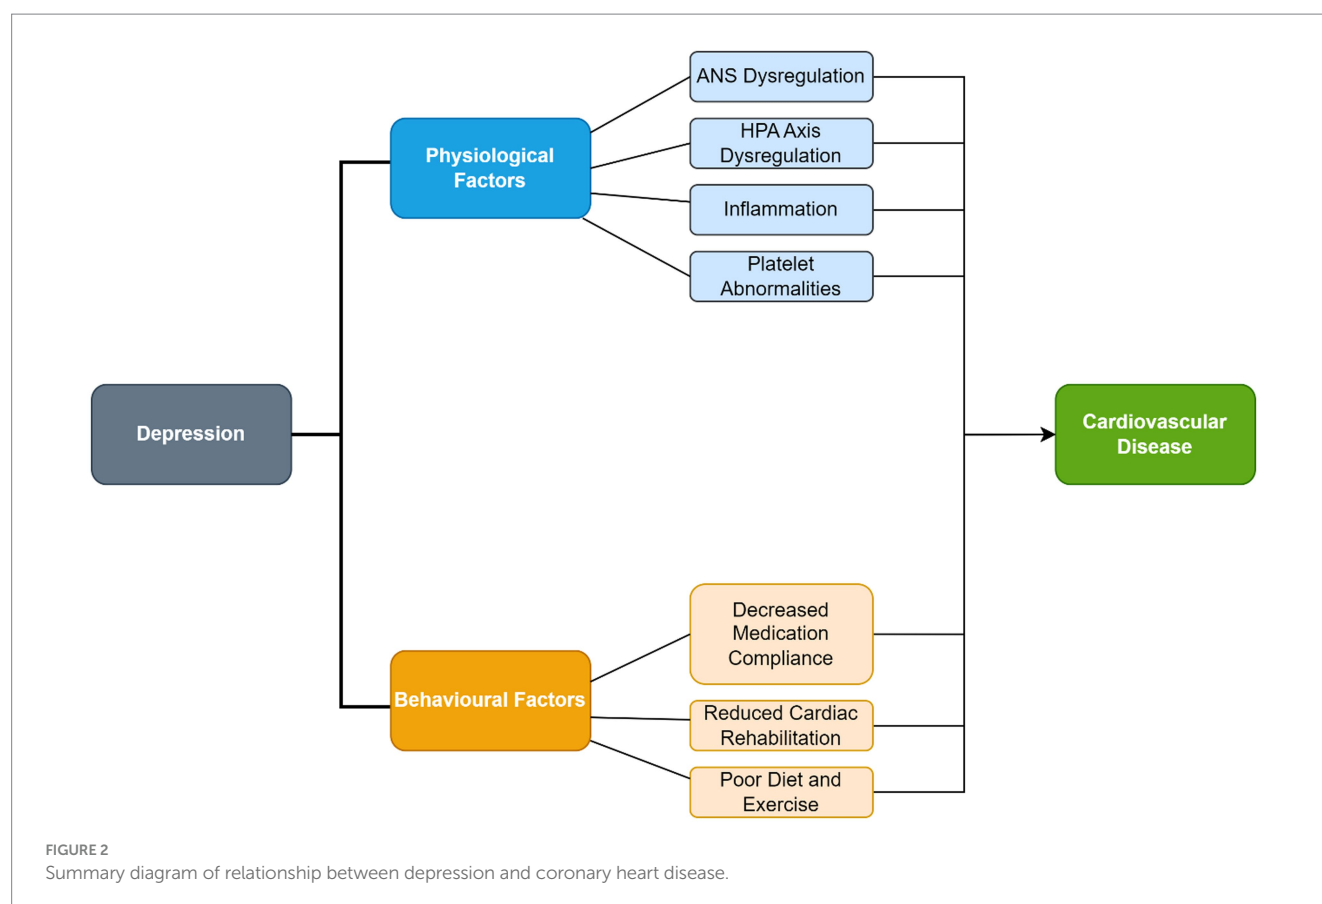 ANS Dysregulation
HPA Axis
Dysregulation
Physiological
Factors
Inflammation
Platelet
Abnormalities
Depression
Cardiovascular
Disease
Decreased
Medication
Compliance
Behavioural Factors
Reduced Cardiac
Rehabilitation
Poor Diet and
Exercise
FIGURE 2
Summary diagram of relationship between depression and coronary heart disease.